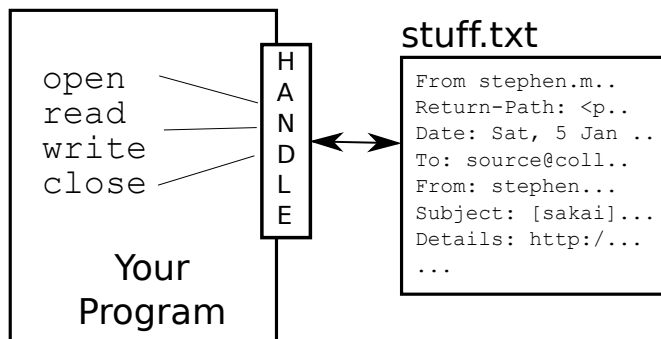 open
read
write
close
Your
Program
HANDLE
stuff.txt
From stephen.m..
Return-Path: <p..
Date: Sat, 5 Jan ..
To: source@coll..
From: stephen...
Subject: [sakai]...
Details: http:/...
...